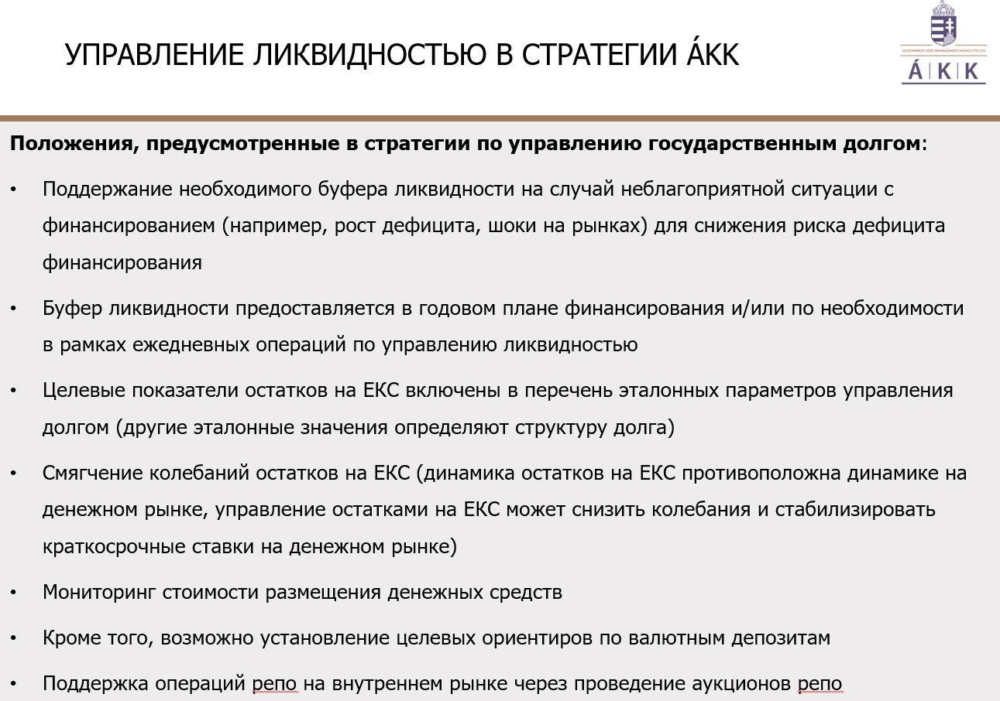 УПРАВЛЕНИЕ ЛИКВИДНОСТЬЮ В СТРАТЕГИИ ÁKK
GOVERNMENT DEBT MANAGEMENT AGENCY PTE LTD.
Á|K|K
Положения, предусмотренные в стратегии по управлению государственным долгом:
• Поддержание необходимого буфера ликвидности на случай неблагоприятной ситуации с
финансированием (например, рост дефицита, шоки на рынках) для снижения риска дефицита
финансирования
• Буфер ликвидности предоставляется в годовом плане финансирования и/или по необходимости
в рамках ежедневных операций по управлению ликвидностью
• Целевые показатели остатков на ЕКС включены в перечень эталонных параметров управления
долгом (другие эталонные значения определяют структуру долга)
• Смягчение колебаний остатков на ЕКС (динамика остатков на ЕКС противоположна динамике на
денежном рынке, управление остатками на ЕКС может снизить колебания и стабилизировать
краткосрочные ставки на денежном рынке)
• Мониторинг стоимости размещения денежных средств
• Кроме того, возможно установление целевых ориентиров по валютным депозитам
• Поддержка операций репо на внутреннем рынке через проведение аукционов репо